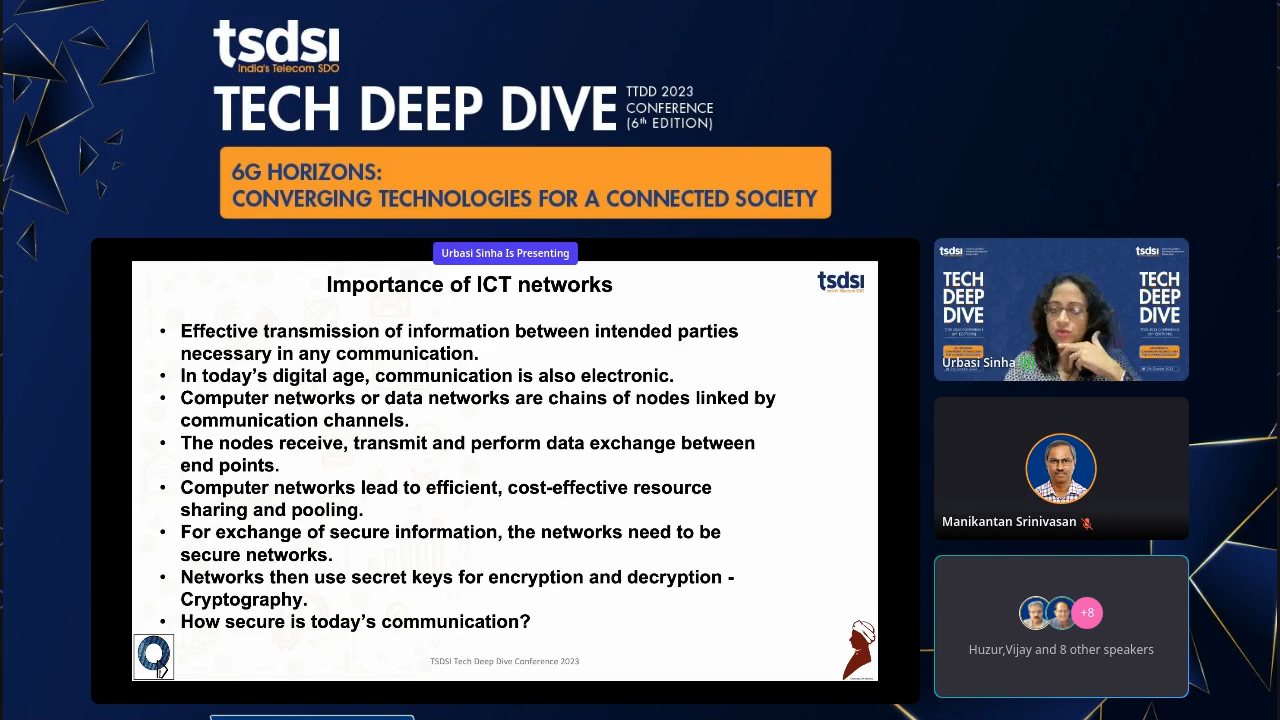 tsdsi
India's Telecom SDO
TECH DEEP DIVE
TTDD 2023
CONFERENCE
(6th EDITION)
6G HORIZONS:
CONVERGING TECHNOLOGIES FOR A CONNECTED SOCIETY
Urbasi Sinha Is Presenting
Importance of ICT networks
tsdsi
India's Telecom SDO
• Effective transmission of information between intended parties
necessary in any communication.
• In today's digital age, communication is also electronic.
• Computer networks or data networks are chains of nodes linked by
communication channels.
• The nodes receive, transmit and perform data exchange between
end points.
• Computer networks lead to efficient, cost-effective resource
sharing and pooling.
• For exchange of secure information, the networks need to be
secure networks.
• Networks then use secret keys for encryption and decryption -
Cryptography.
• How secure is today's communication?
TSDSI Tech Deep Dive Conference 2023
tsdsi
tsdsi
TECH
DEEP
DIVE
TECH
DEEP
DIVE
Urbasi Sinha
Manikantan Srinivasan
+8
Huzur,Vijay and 8 other speakers